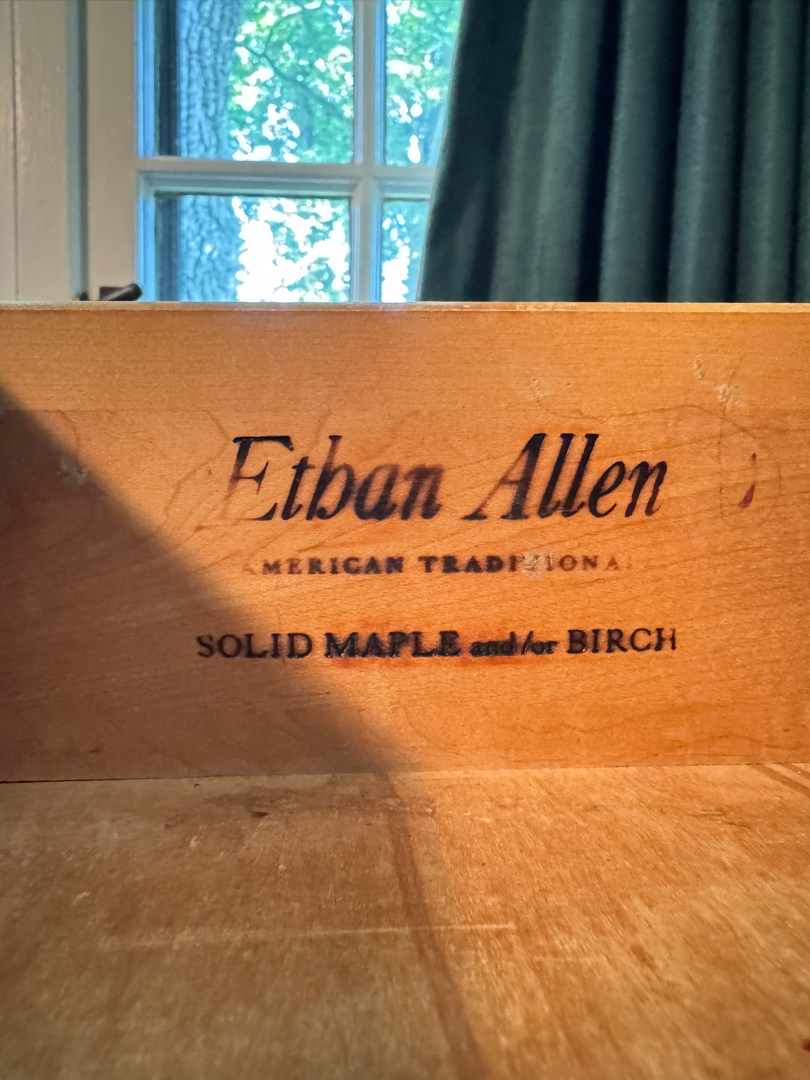 Ethan Allen
AMERICAN TRADITIONAL
SOLID MAPLE and/or BIRCH